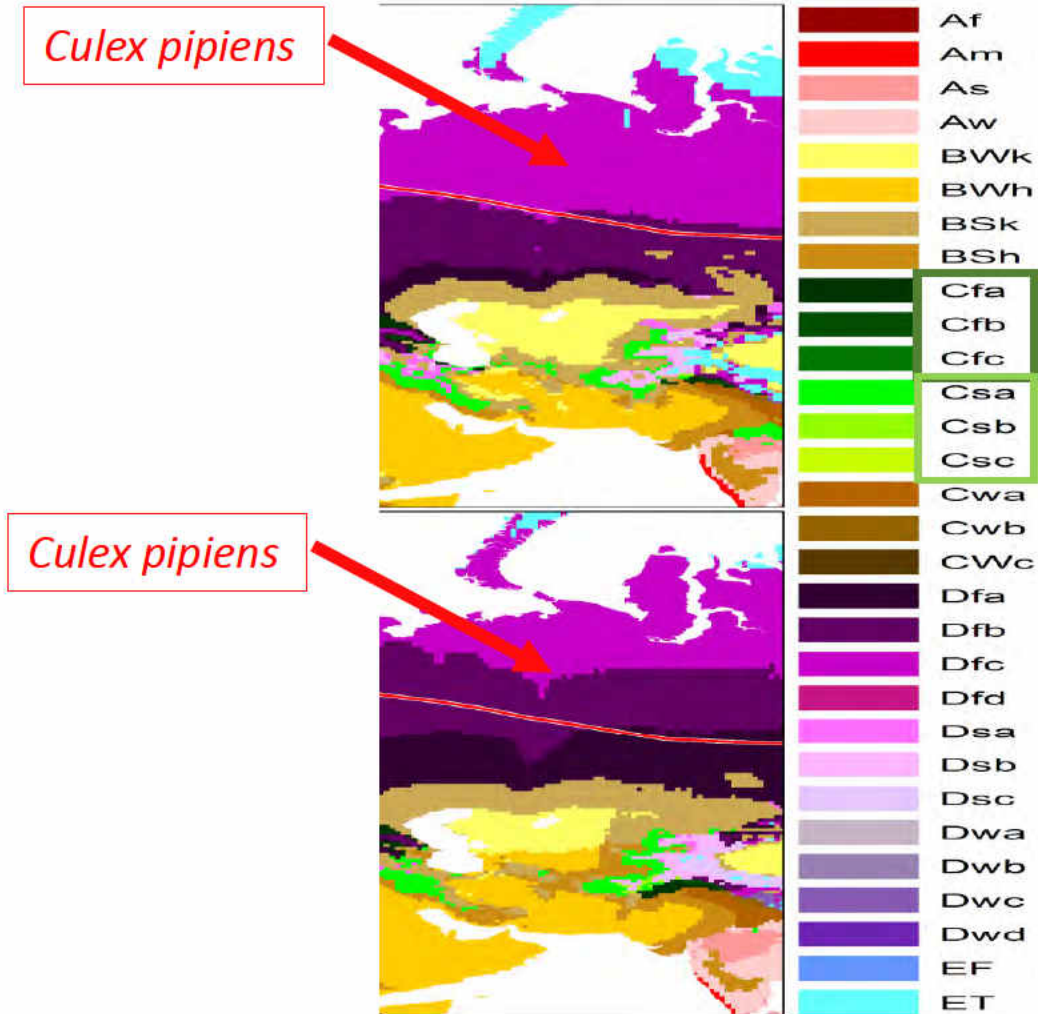 Culex pipiens
Culex pipiens
Af
Am
As
Aw
BWk
BWh
BSk
BSh
Cfa
Cfb
Cfc
Csa
Csb
Csc
Cwa
Cwb
CWc
Dfa
Dfb
Dfc
Dfd
Dsa
Dsb
Dsc
Dwa
Dwb
Dwc
Dwd
EF
ET